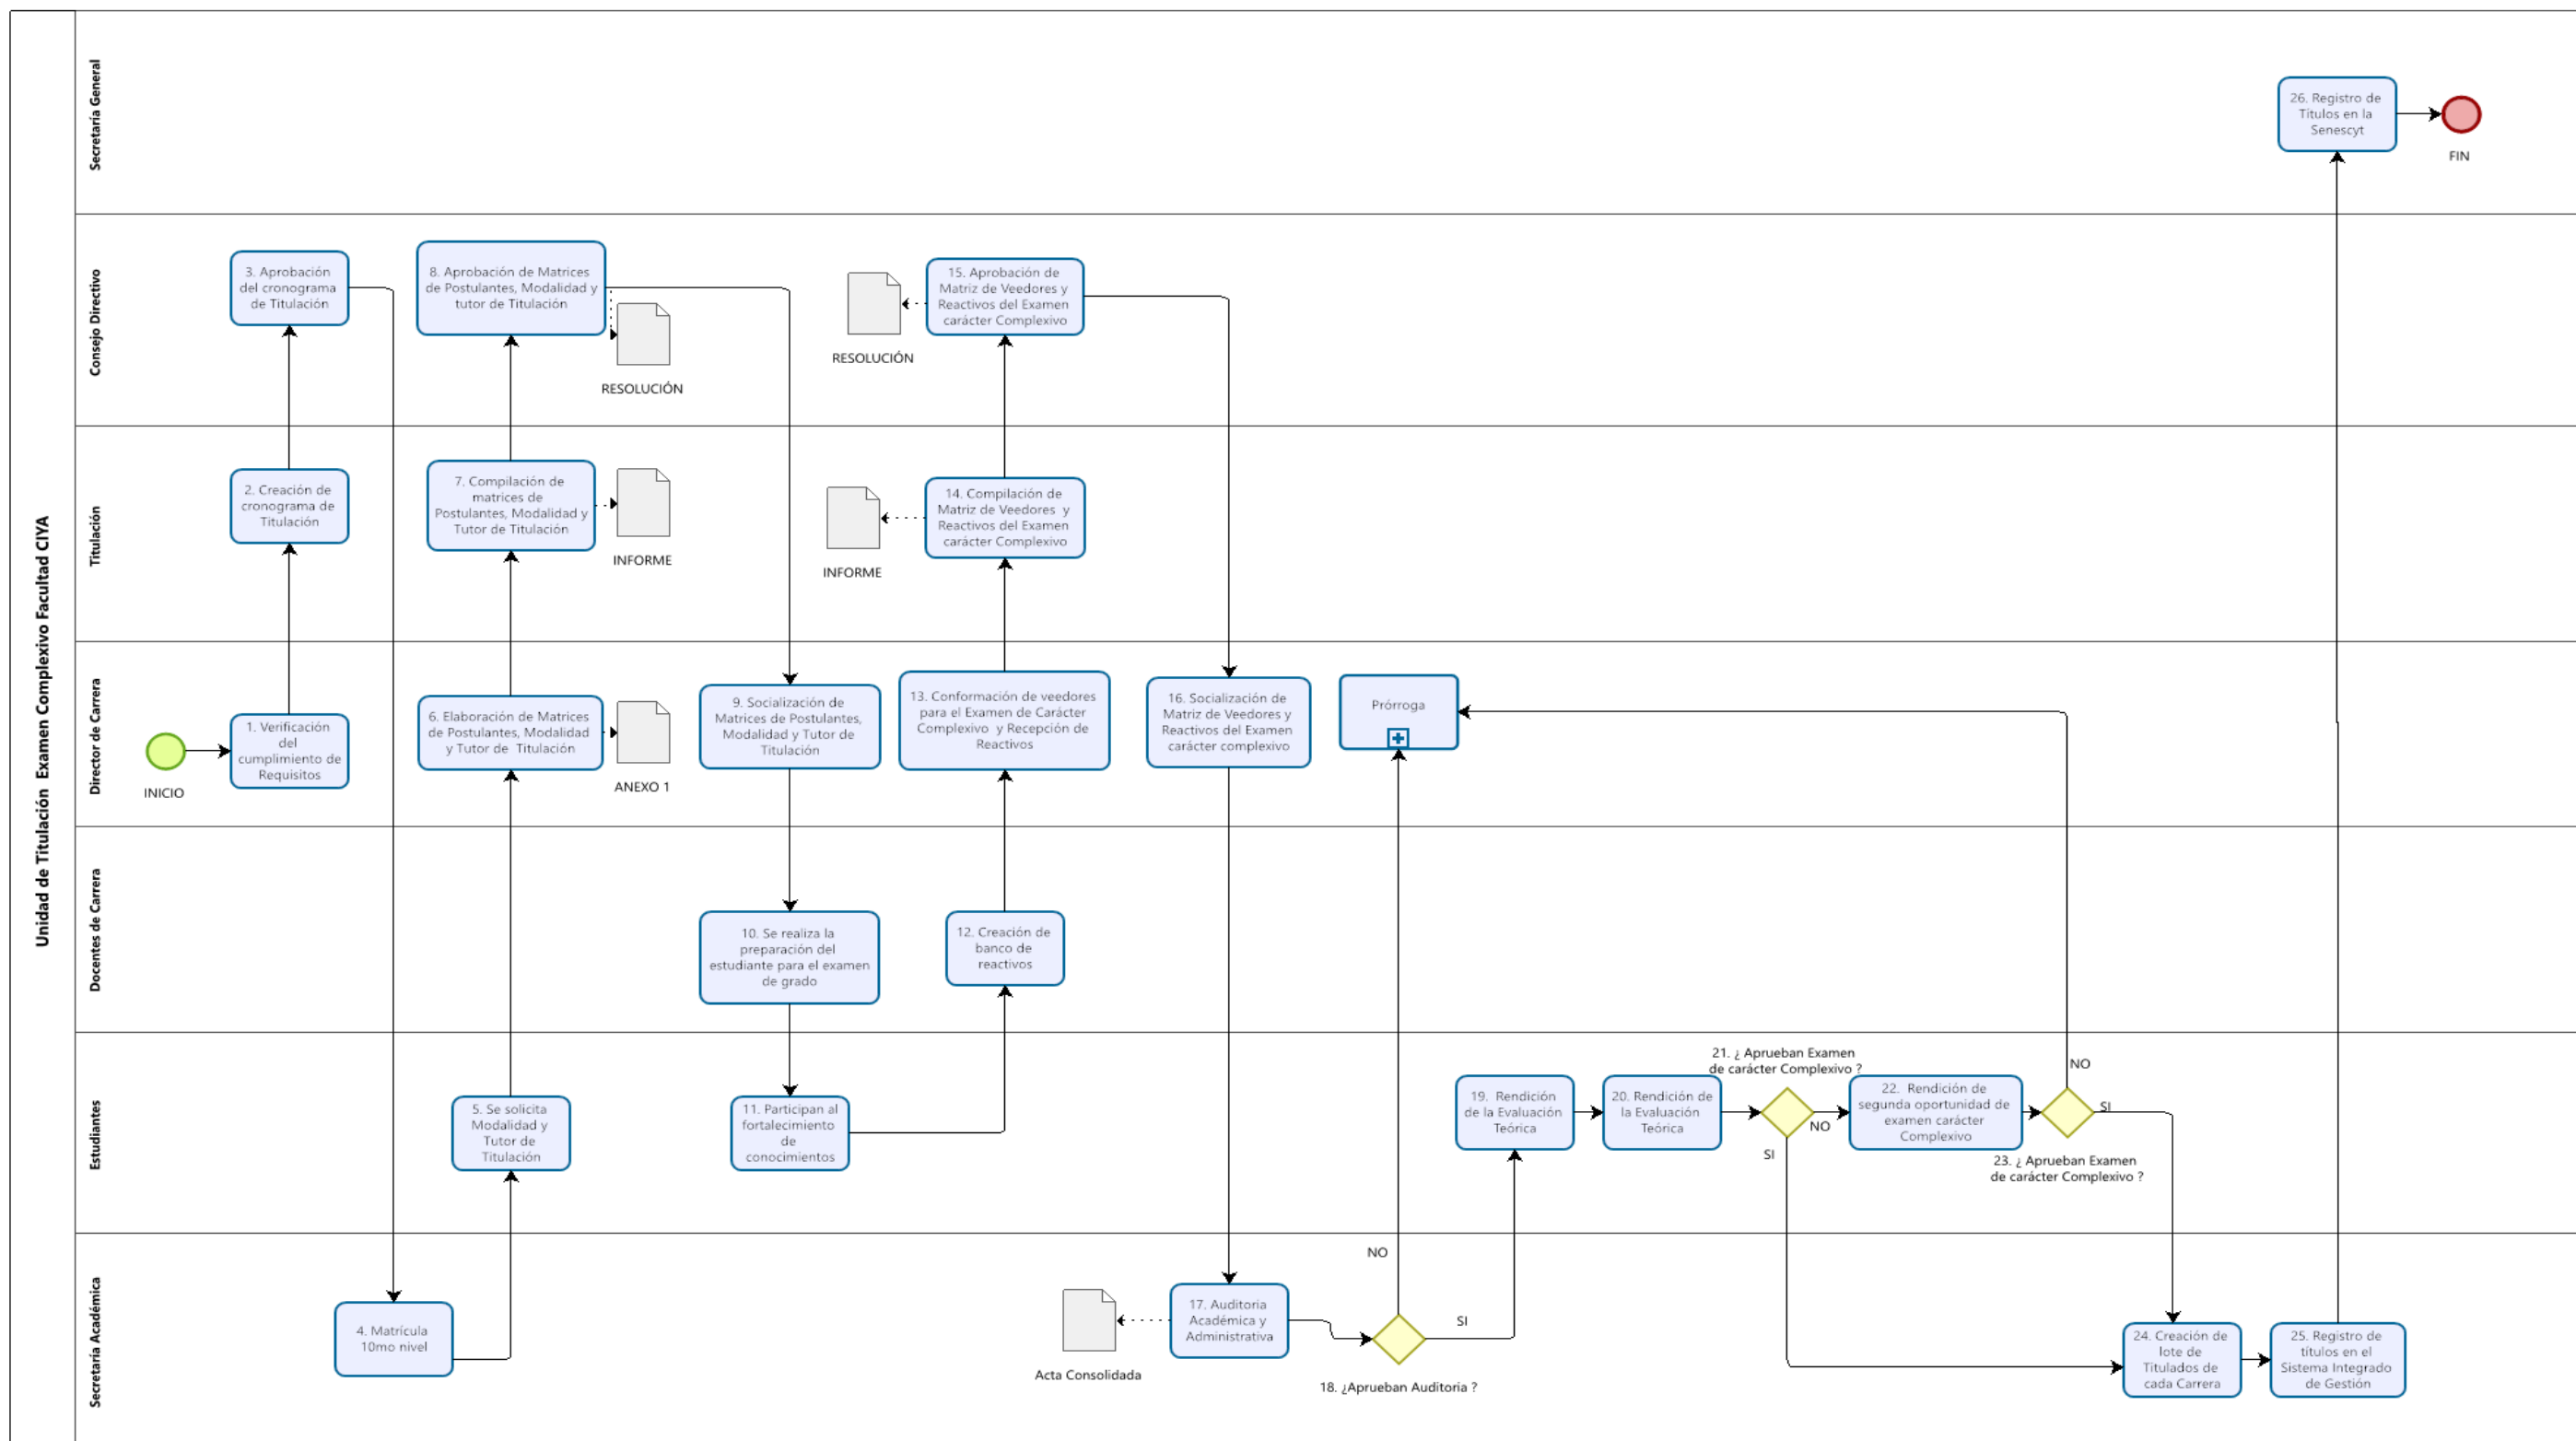 Unidad de Titulación  Examen Complexivo Facultad CIYA
Secretaría General
26. Registro de
Títulos en la
Senescyt
FIN
Consejo Directivo
3. Aprobación
del cronograma
de Titulación
8. Aprobación de Matrices
de Postulantes, Modalidad y
tutor de Titulación
RESOLUCIÓN
RESOLUCIÓN
15. Aprobación de
Matriz de Veedores y
Reactivos del Examen
carácter Complexivo
Titulación
2. Creación de
cronograma de
Titulación
7. Compilación de
matrices de
Postulantes, Modalidad y
Tutor de Titulación
INFORME
INFORME
14. Compilación de
Matriz de Veedores  y
Reactivos del Examen
carácter Complexivo
Director de Carrera
INICIO
1. Verificación
del
cumplimiento de
Requisitos
6. Elaboración de Matrices
de Postulantes, Modalidad
y Tutor de  Titulación
ANEXO 1
9. Socialización de
Matrices de Postulantes,
Modalidad y Tutor de
Titulación
13. Conformación de veedores
para el Examen de Carácter
Complexivo  y Recepción de
Reactivos
16. Socialización de
Matriz de Veedores y
Reactivos del Examen
carácter complexivo
Prórroga
Docentes de Carrera
10. Se realiza la
preparación del
estudiante para el examen
de grado
12. Creación de
banco de
reactivos
Estudiantes
5. Se solicita
Modalidad y
Tutor de
Titulación
11. Participan al
fortalecimiento
de
conocimientos
19.  Rendición
de la Evaluación
Teórica
20. Rendición de
la Evaluación
Teórica
21. ¿ Aprueban Examen
de carácter Complexivo ?
NO
SI
22.  Rendición de
segunda oportunidad de
examen carácter
Complexivo
NO
SI
23. ¿ Aprueban Examen
de carácter Complexivo ?
Secretaría Académica
4. Matrícula
10mo nivel
Acta Consolidada
17. Auditoria
Académica y
Administrativa
NO
SI
18. ¿Aprueban Auditoria ?
24. Creación de
lote de
Titulados de
cada Carrera
25. Registro de
títulos en el
Sistema Integrado
de Gestión